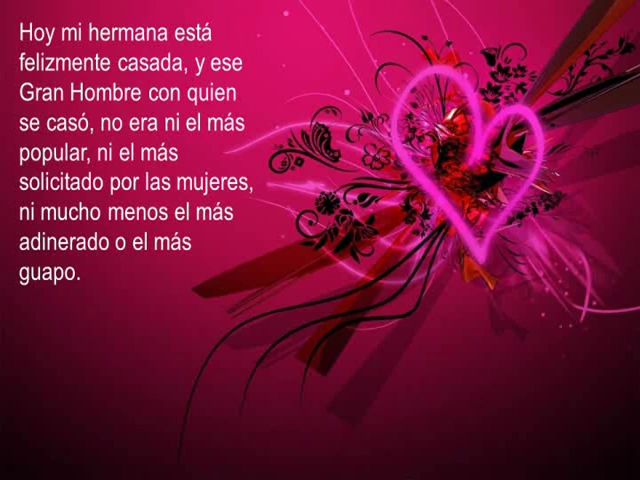 Hoy mi hermana está
felizmente casada, y ese
Gran Hombre con quien
se casó, no era ni el más
popular, ni el más
solicitado por las mujeres,
ni mucho menos el más
adinerado o el más
guapo.